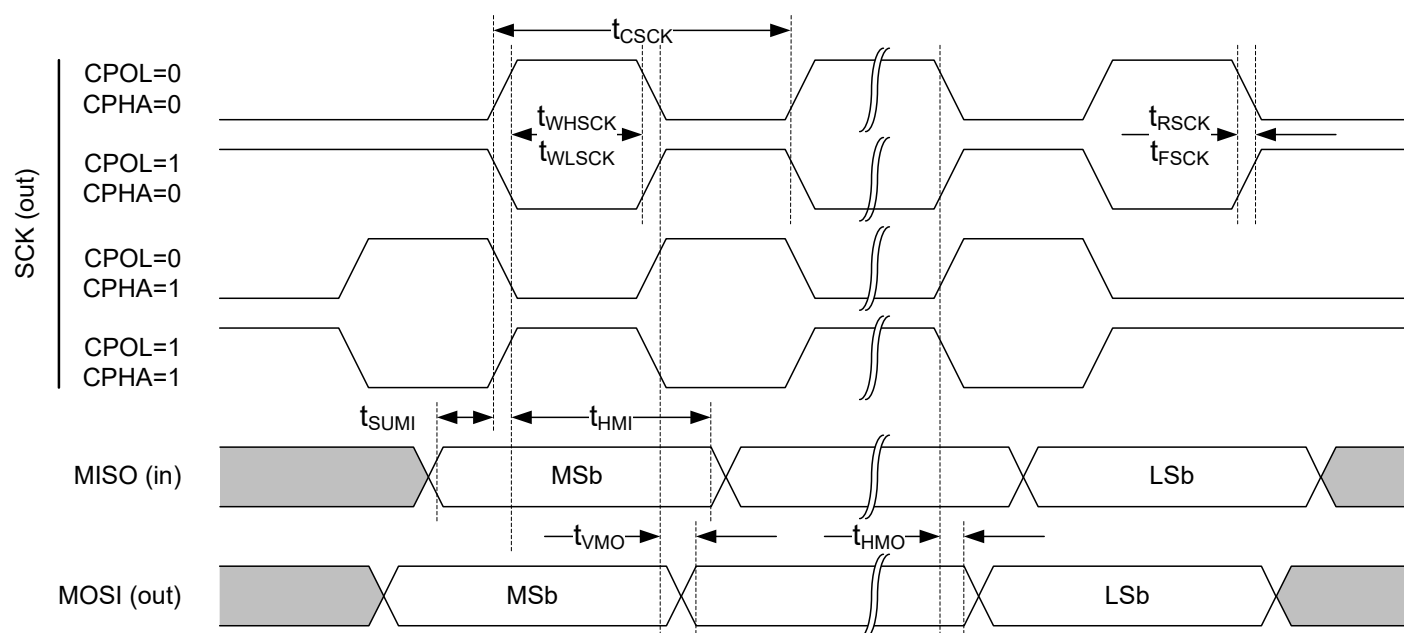 tCSCK
SCK (out)
CPOL=0
CPHA=0
tWHSCK
tWLSCK
tRSCK
tFSCK
CPOL=1
CPHA=0
CPOL=0
CPHA=1
CPOL=1
CPHA=1
tSUMI
tHMI
MISO (in)
MSb
LSb
tVMO
tHMO
MOSI (out)
MSb
LSb